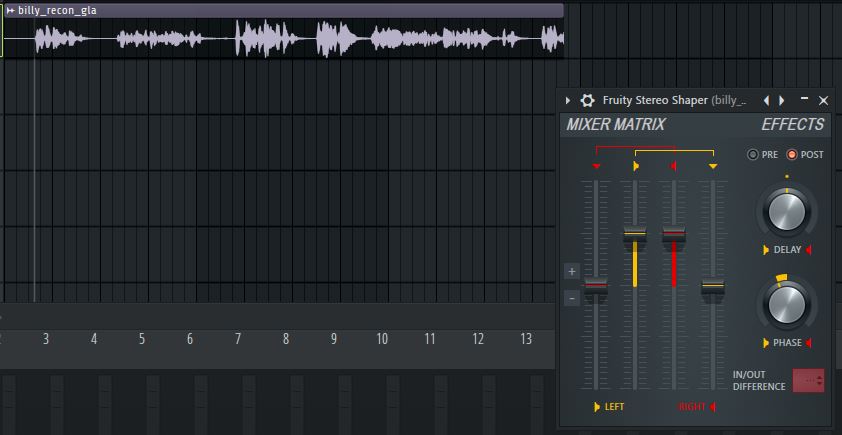 billy_recon_gla
Fruity Stereo Shaper (billy_..
MIXER MATRIX
EFFECTS
PRE
POST
DELAY
+
-
PHASE
3 4 5 6 7 8 9 10 11 12 13
IN/OUT
DIFFERENCE
LEFT
RIGHT